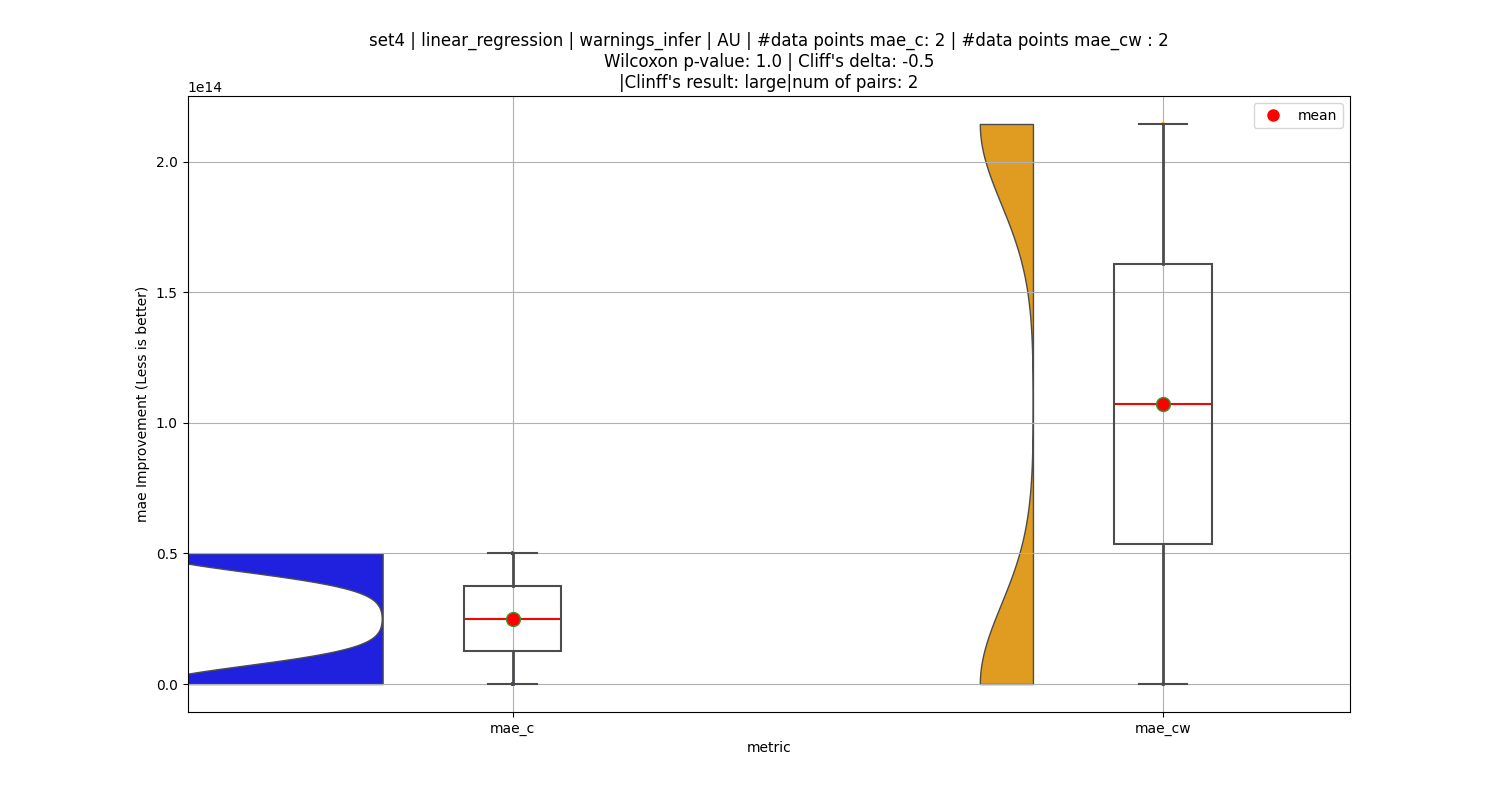 set4 | linear_regression | warnings_infer | AU | #data points mae_c: 2 | #data points mae_cw : 2
Wilcoxon p-value: 1.0 | Cliff's delta: -0.5
|Clinff's result: large|num of pairs: 2
1e14
mean
2.0
1.5
1.0
0.5
0.0
mae Improvement (Less is better)
mae_c
mae_cw
metric